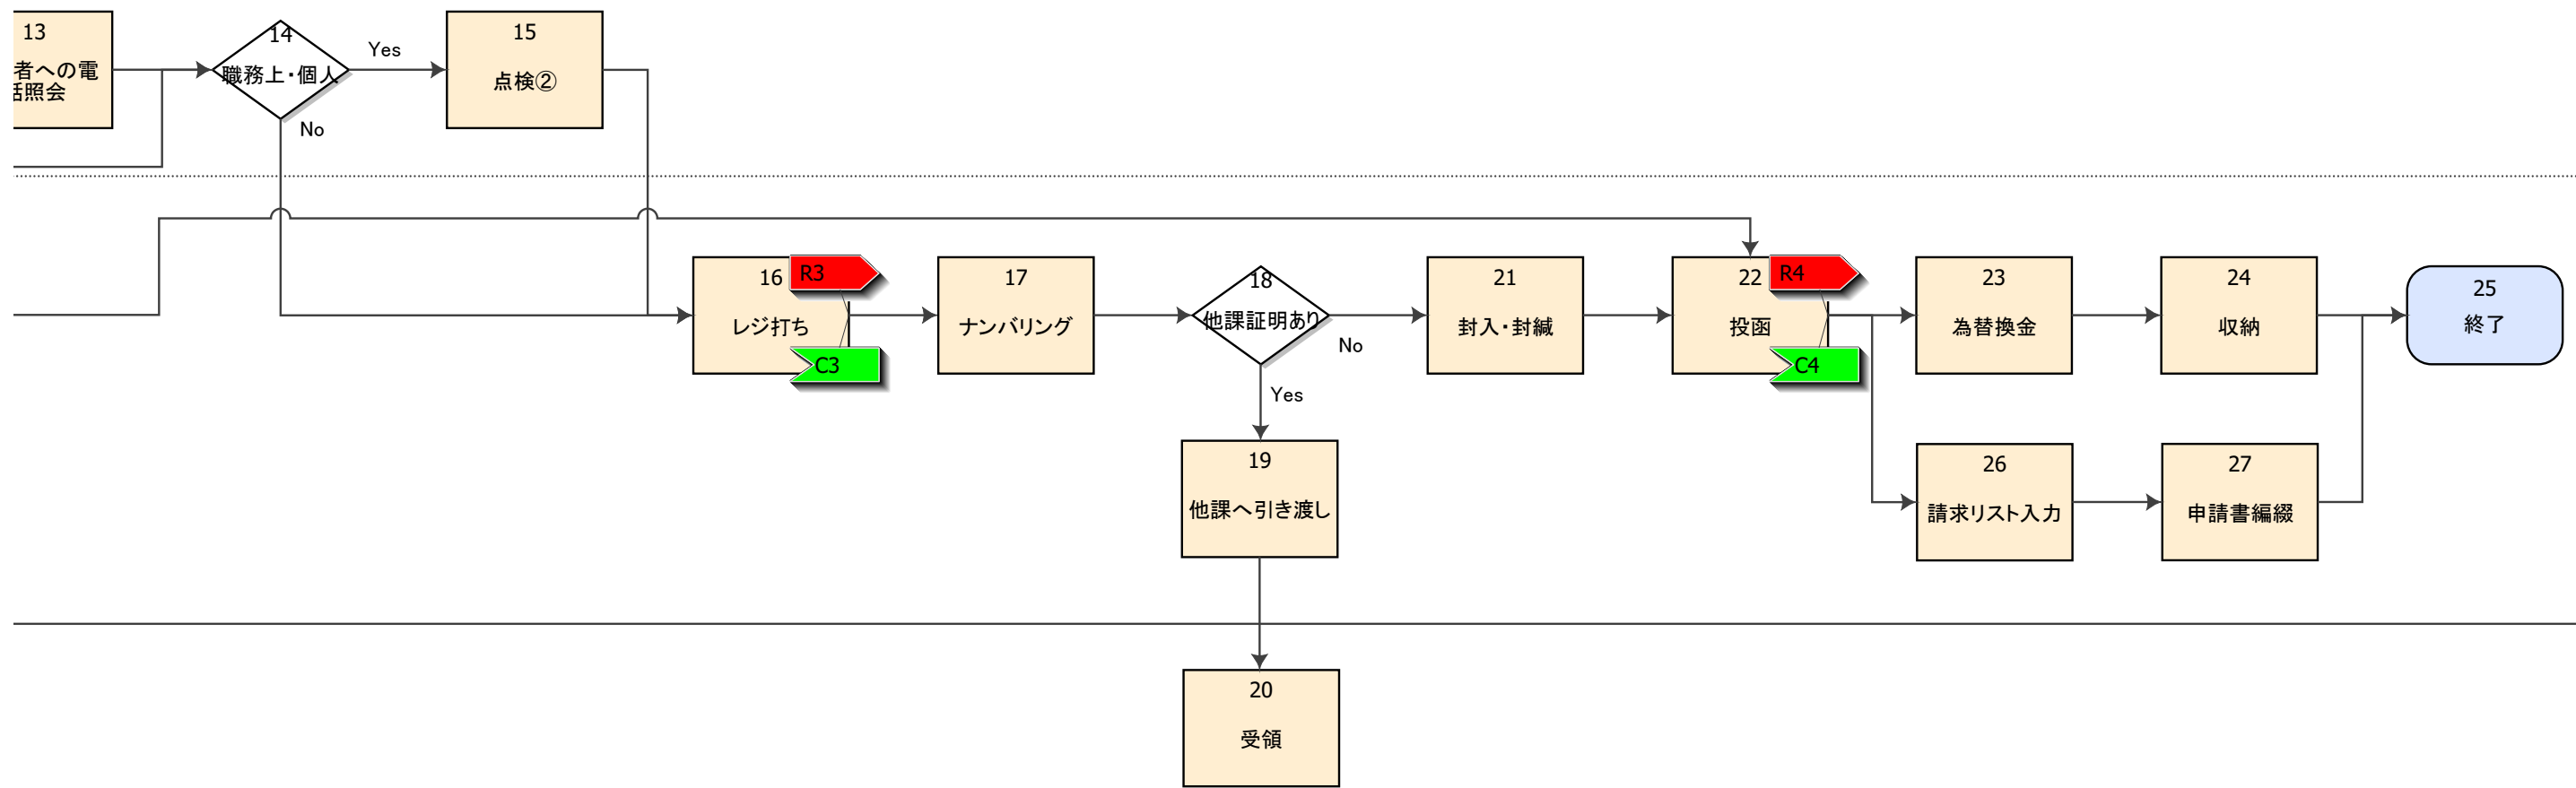 13
者への電
話照会
14
職務上・個人
Yes
No
15
点検②
16
レジ打ち
R3
C3
17
ナンバリング
18
他課証明あり
No
Yes
19
他課へ引き渡し
20
受領
21
封入・封緘
22
投函
R4
C4
23
為替換金
24
収納
25
終了
26
請求リスト入力
27
申請書編綴